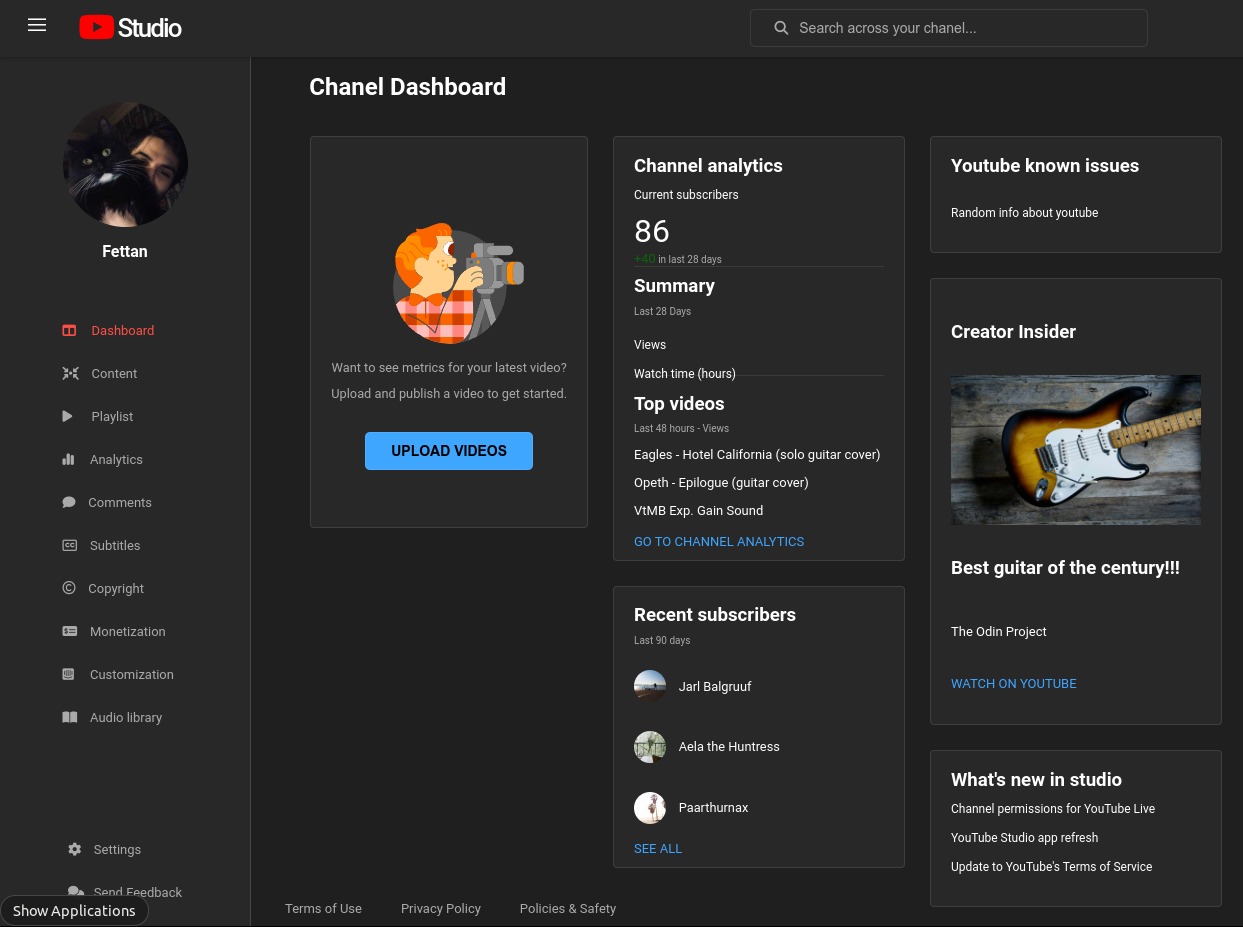 Studio
Search across your chanel...
Fettan
Dashboard
Content
Playlist
Analytics
Comments
Subtitles
Copyright
Monetization
Customization
Audio library
Settings
Send Feedback
Show Applications
Chanel Dashboard
Want to see metrics for your latest video?
Upload and publish a video to get started.
UPLOAD VIDEOS
Channel analytics
Current subscribers
86
+40 in last 28 days
Summary
Last 28 Days
Views
Watch time (hours)
Top videos
Last 48 hours - Views
Eagles - Hotel California (solo guitar cover)
Opeth - Epilogue (guitar cover)
VtMB Exp. Gain Sound
GO TO CHANNEL ANALYTICS
Recent subscribers
Last 90 days
Jarl Balgruuf
Aela the Huntress
Paarthurnax
SEE ALL
Youtube known issues
Random info about youtube
Creator Insider
Best guitar of the century!!!
The Odin Project
WATCH ON YOUTUBE
What's new in studio
Channel permissions for YouTube Live
YouTube Studio app refresh
Update to YouTube's Terms of Service
Terms of Use
Privacy Policy
Policies & Safety